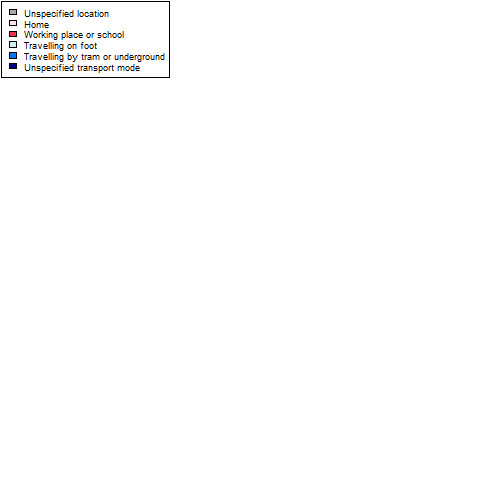 Unspecified location
Home
Working place or school
Travelling on foot
Travelling by tram or underground
Unspecified transport mode